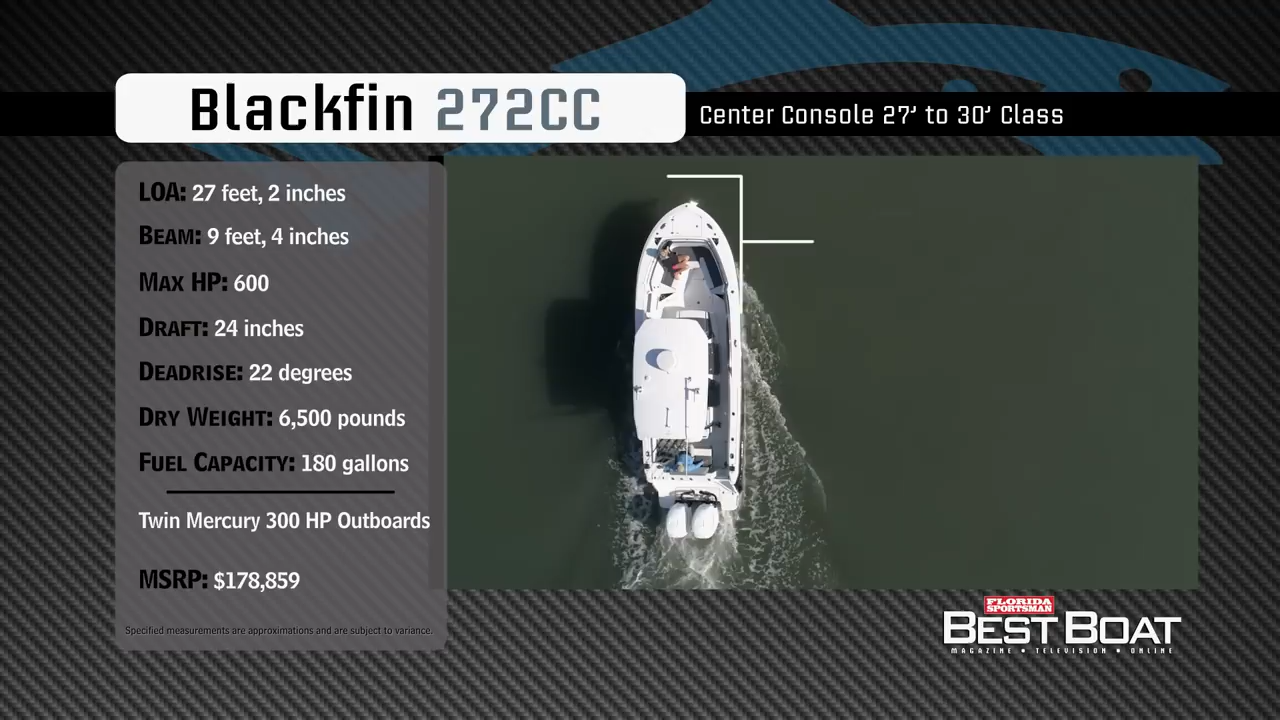 Blackfin 272CC
Center Console 27' to 30' Class
LOA: 27 feet, 2 inches
BEAM: 9 feet, 4 inches
MAX HP: 600
DRAFT: 24 inches
DEADRISE: 22 degrees
DRY WEIGHT: 6,500 pounds
FUEL CAPACITY: 180 gallons
Twin Mercury 300 HP Outboards
MSRP: $178,859
Specified measurements are approximations and are subject to variance.
FLORIDA
SPORTSMAN
BEST BOAT
MAGAZINE • TELEVISION • ONLINE